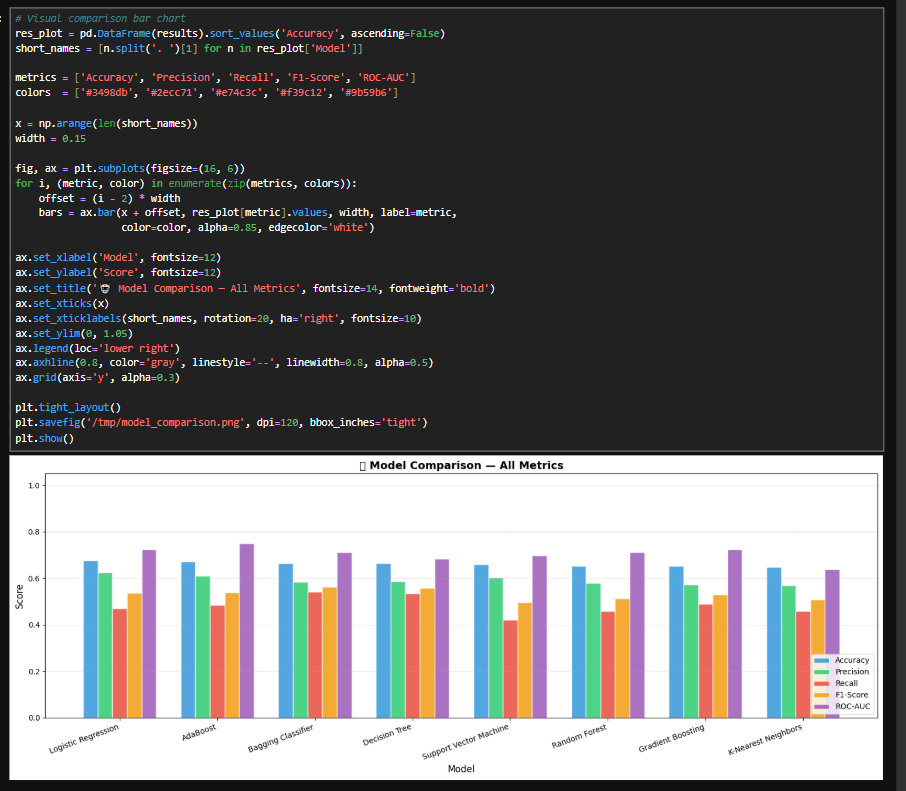 :
# Visual comparison bar chart
res_plot = pd.DataFrame(results).sort_values('Accuracy', ascending=False)
short_names = [n.split('. ')[1] for n in res_plot['Model']]
metrics = ['Accuracy', 'Precision', 'Recall', 'F1-Score', 'ROC-AUC']
colors  = ['#3498db', '#2ecc71', '#e74c3c', '#f39c12', '#9b59b6']
x = np.arange(len(short_names))
width = 0.15
fig, ax = plt.subplots(figsize=(16, 6))
for i, (metric, color) in enumerate(zip(metrics, colors)):
    offset = (i - 2) * width
    bars = ax.bar(x + offset, res_plot[metric].values, width, label=metric,
                  color=color, alpha=0.85, edgecolor='white')
ax.set_xlabel('Model', fontsize=12)
ax.set_ylabel('Score', fontsize=12)
ax.set_title(' Model Comparison — All Metrics', fontsize=14, fontweight='bold')
ax.set_xticks(x)
ax.set_xticklabels(short_names, rotation=20, ha='right', fontsize=10)
ax.set_ylim(0, 1.05)
ax.legend(loc='lower right')
ax.axhline(0.8, color='gray', linestyle='--', linewidth=0.8, alpha=0.5)
ax.grid(axis='y', alpha=0.3)
plt.tight_layout()
plt.savefig('/tmp/model_comparison.png', dpi=120, bbox_inches='tight')
plt.show()
Model Comparison — All Metrics
Score
1.0
0.8
0.6
0.4
0.2
0.0
Accuracy
Precision
Recall
F1-Score
ROC-AUC
Logistic Regression
AdaBoost
Bagging Classifier
Decision Tree
Support Vector Machine
Random Forest
Gradient Boosting
K-Nearest Neighbors
Model